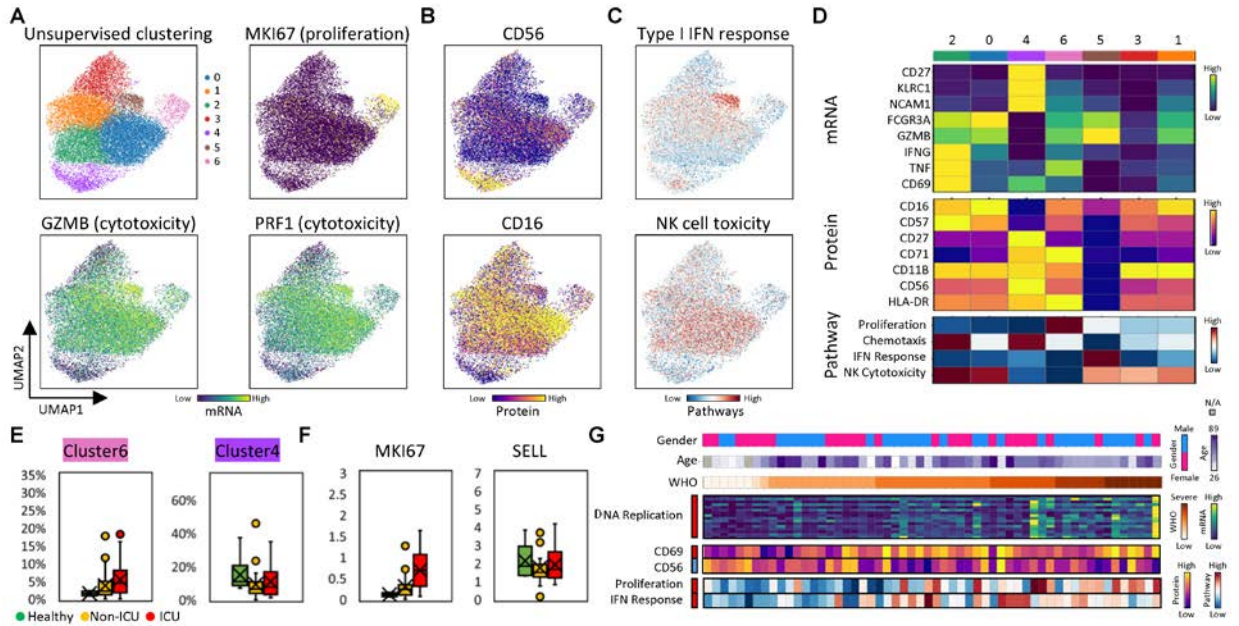 A
Unsupervised clustering
0
1
2
3
4
5
6
MKI67 (proliferation)
GZMB (cytotoxicity)
PRF1 (cytotoxicity)
UMAP2
UMAP1
Low
High
mRNA
B
CD56
CD16
Low
High
Protein
C
Type I IFN response
NK cell toxicity
Low
High
Pathways
D
2 0 4 6 5 3 1
mRNA
CD27
KLRC1
NCAM1
FCGR3A
GZMB
IFNG
TNF
CD69
High
Low
Protein
CD16
CD57
CD27
CD71
CD11B
CD56
HLA-DR
High
Low
Pathway
Proliferation
Chemotaxis
IFN Response
NK Cytotoxicity
High
Low
E
Cluster6
35%
30%
25%
20%
15%
10%
5%
0%
Cluster4
60%
40%
20%
0%
Healthy
Non-ICU
ICU
F
MKI67
3
2.5
2
1.5
1
0.5
0
SELL
7
6
5
4
3
2
1
0
G
Gender
Age
WHO
DNA Replication
CD69
CD56
Proliferation
IFN Response
Male
Gender
Female
N/A
89
Age
26
Severe
WHO
Low
High
mRNA
Low
High
Protein
Low
High
Pathway
Low